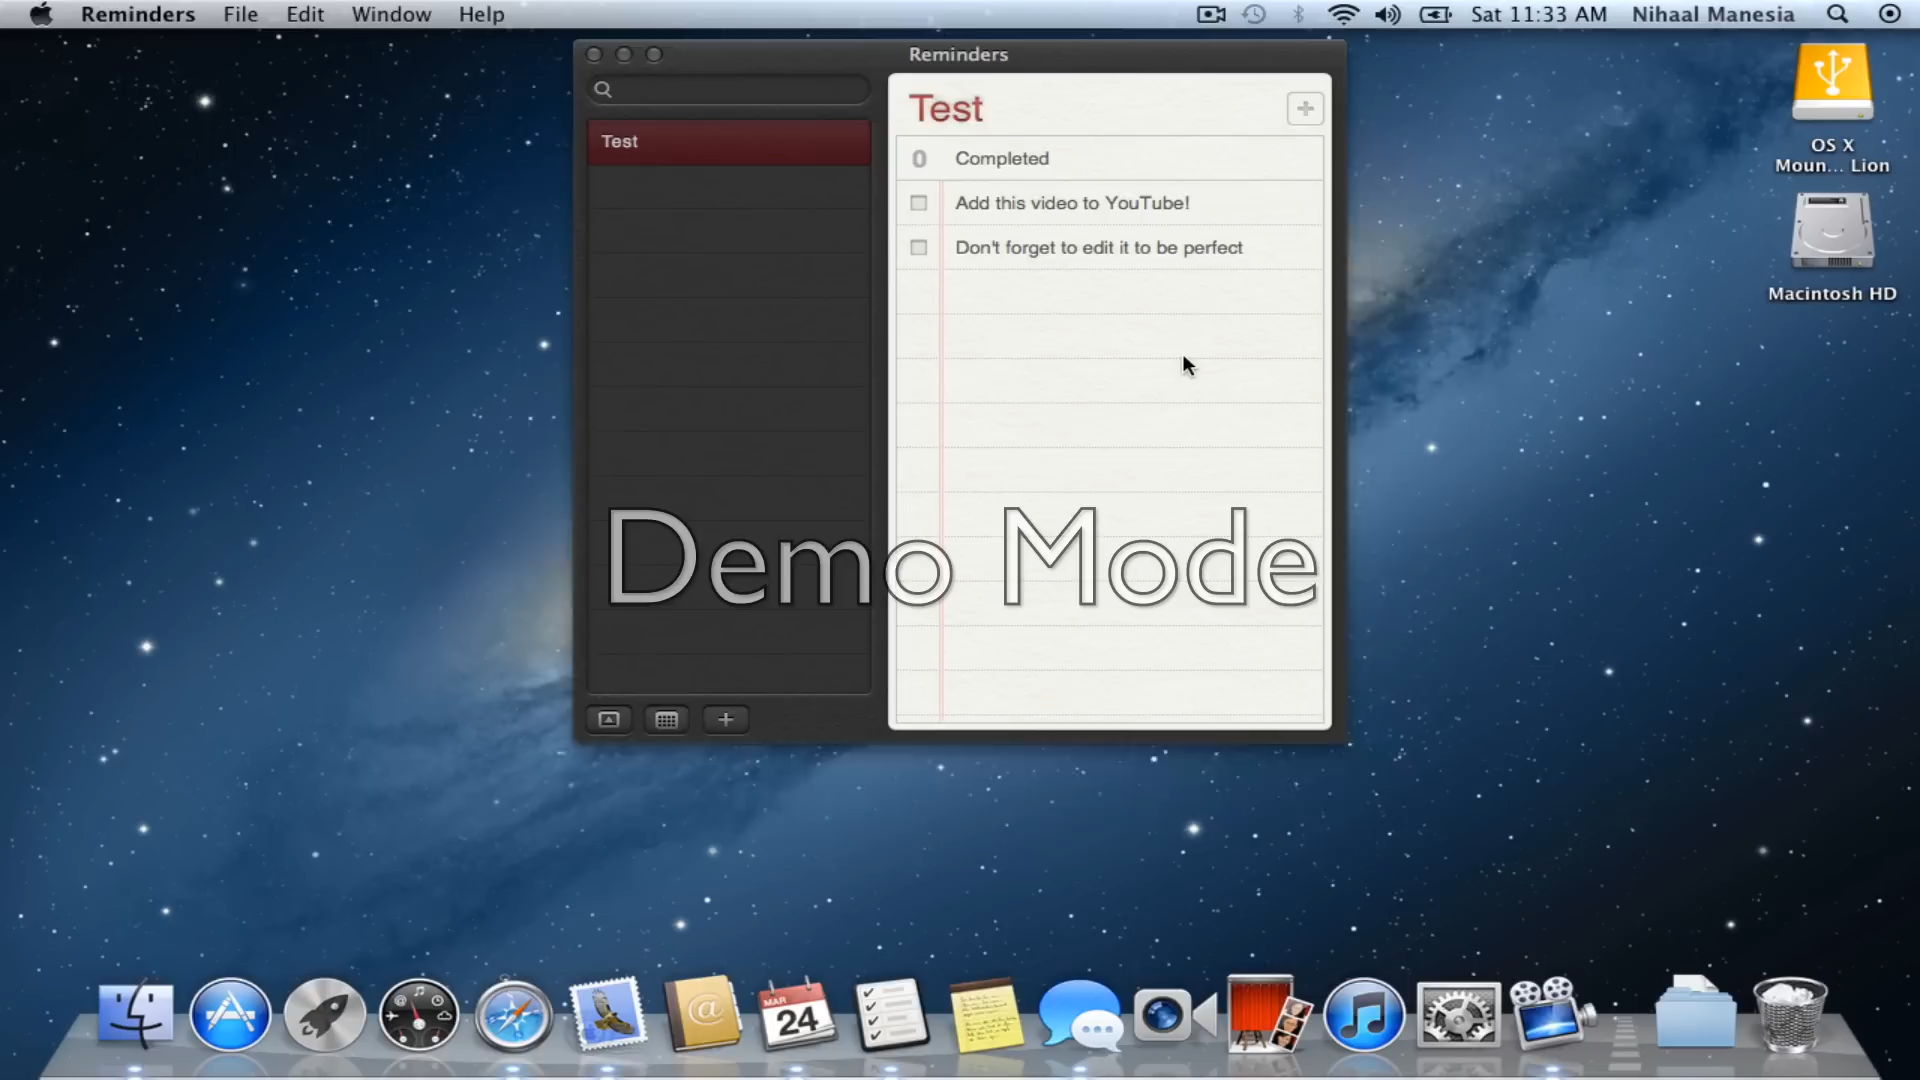 Reminders File Edit Window Help
Sat 11:33 AM Nihaal Manesia
Reminders
Test
Test
0 Completed
Add this video to YouTube!
Don't forget to edit it to be perfect
OS X
Moun... Lion
Macintosh HD
Demo Mode
MAR
24